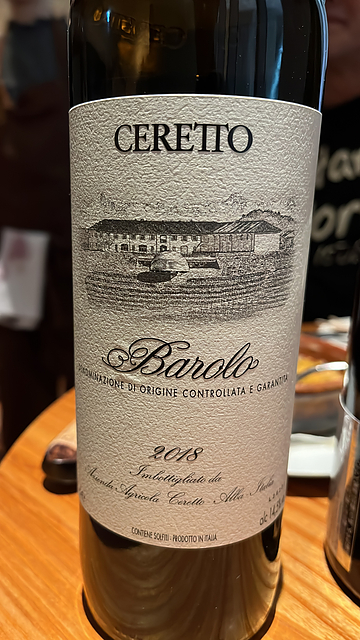 CERETTO
Barolo
DENOMINAZIONE DI ORIGINE CONTROLLATA E GARANTITA
2018
Imbottigliato da
Azienda Agricola Ceretto - Alba - Italia
CONTIENE SOLFITI - PRODOTTO IN ITALIA